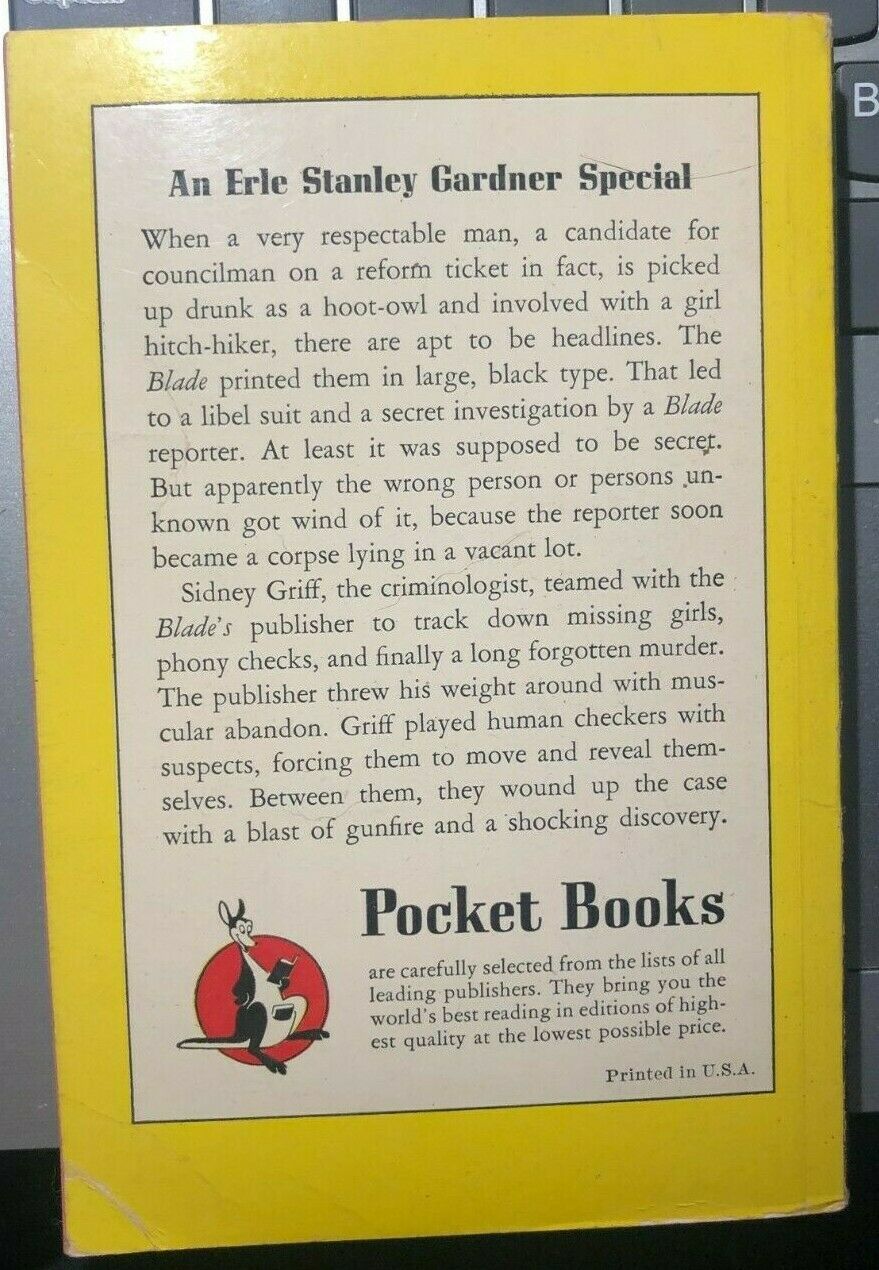 An Erle Stanley Gardner Special
When a very respectable man, a candidate for
councilman on a reform ticket in fact, is picked
up drunk as a hoot-owl and involved with a girl
hitch-hiker, there are apt to be headlines. The
Blade printed them in large, black type. That led
to a libel suit and a secret investigation by a Blade
reporter. At least it was supposed to be secret.
But apparently the wrong person or persons un-
known got wind of it, because the reporter soon
became a corpse lying in a vacant lot.
Sidney Griff, the criminologist, teamed with the
Blade's publisher to track down missing girls,
phony checks, and finally a long forgotten murder.
The publisher threw his weight around with mus-
cular abandon. Griff played human checkers with
suspects, forcing them to move and reveal them-
selves. Between them, they wound up the case
with a blast of gunfire and a shocking discovery.
Pocket Books
are carefully selected from the lists of all
leading publishers. They bring you the
world's best reading in editions of high-
est quality at the lowest possible price.
Printed in U.S.A.
B